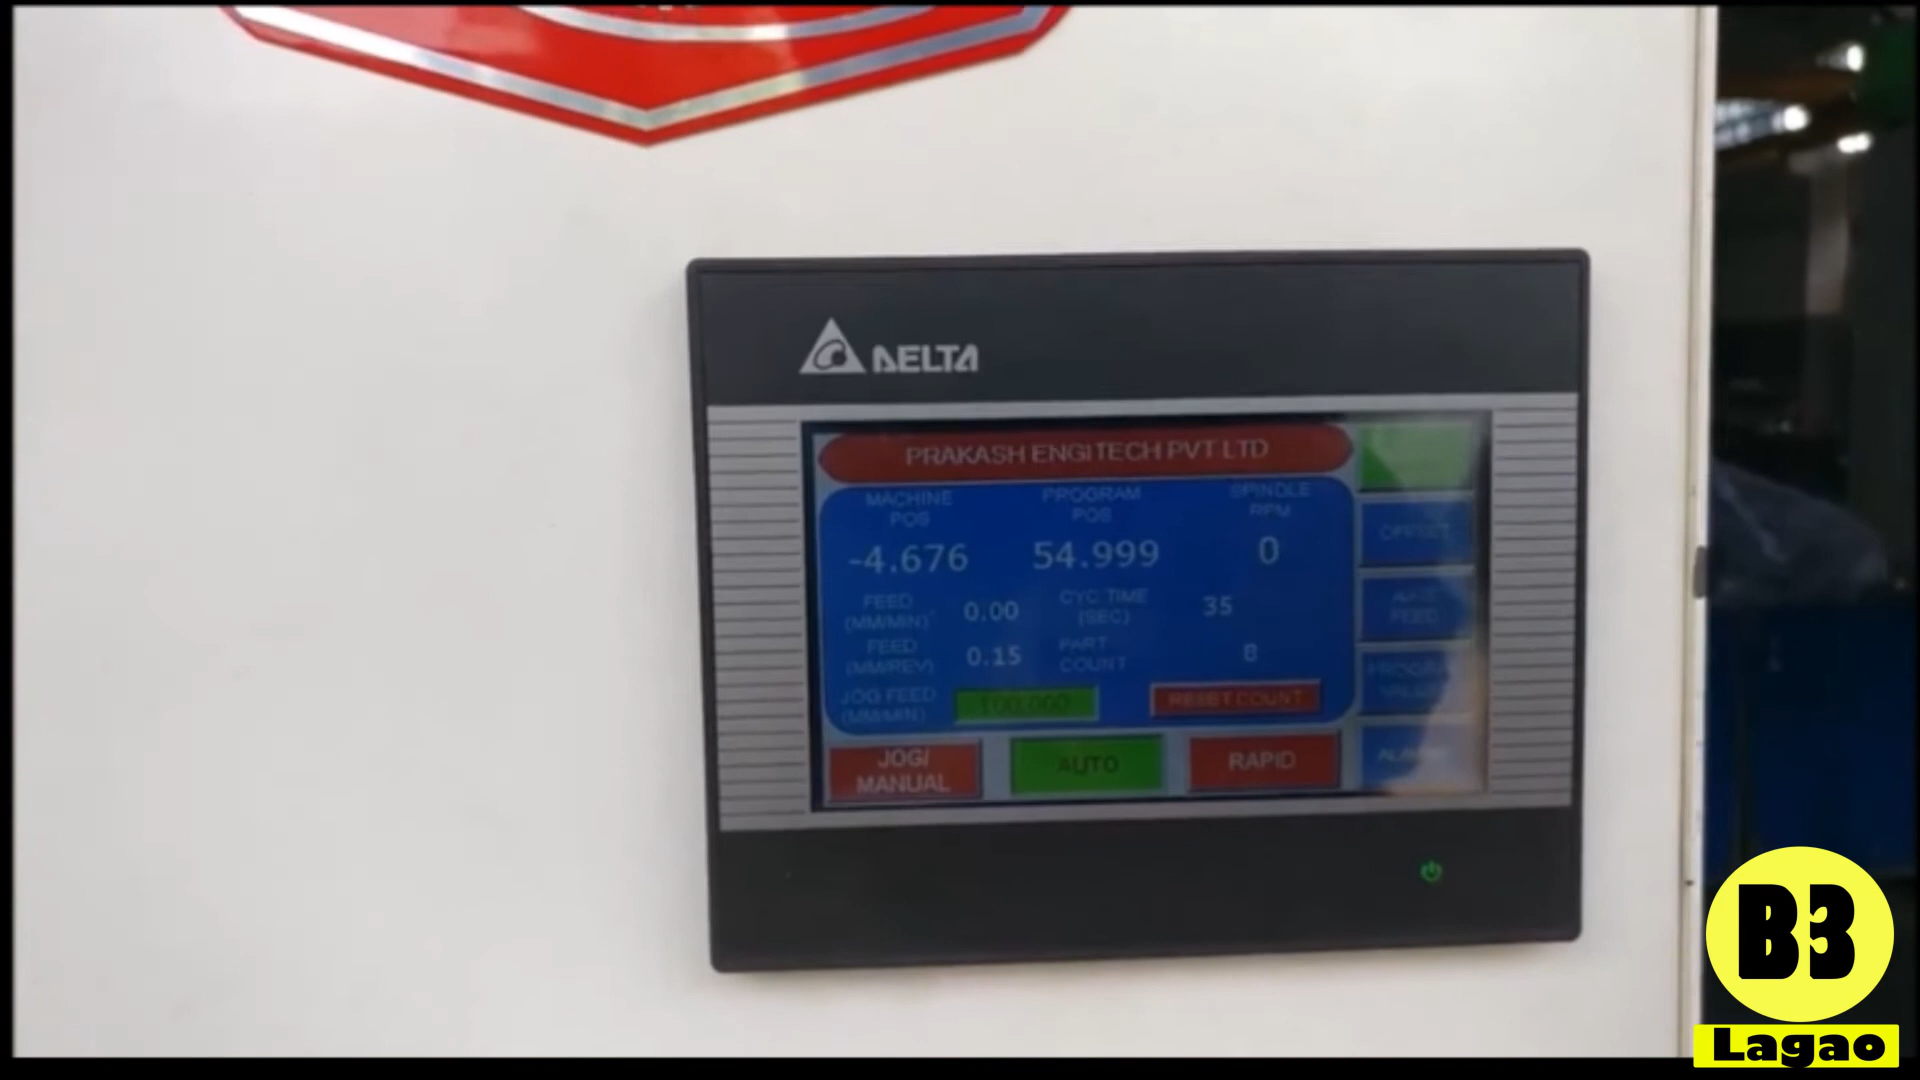 DELTA
PRAKASH ENGITECH PVT LTD
MACHINE POS
PROGRAM POS
SPINDLE RPM
-4.676
54.999
0
FEED (MM/MIN)
0.00
CYC TIME (SEC)
35
FEED (MM/REV)
0.15
PART COUNT
8
JOG FEED (MM/MIN)
100.000
RESET COUNT
JOG/ MANUAL
AUTO
RAPID
OFFSET
FEED
B3
Lagao